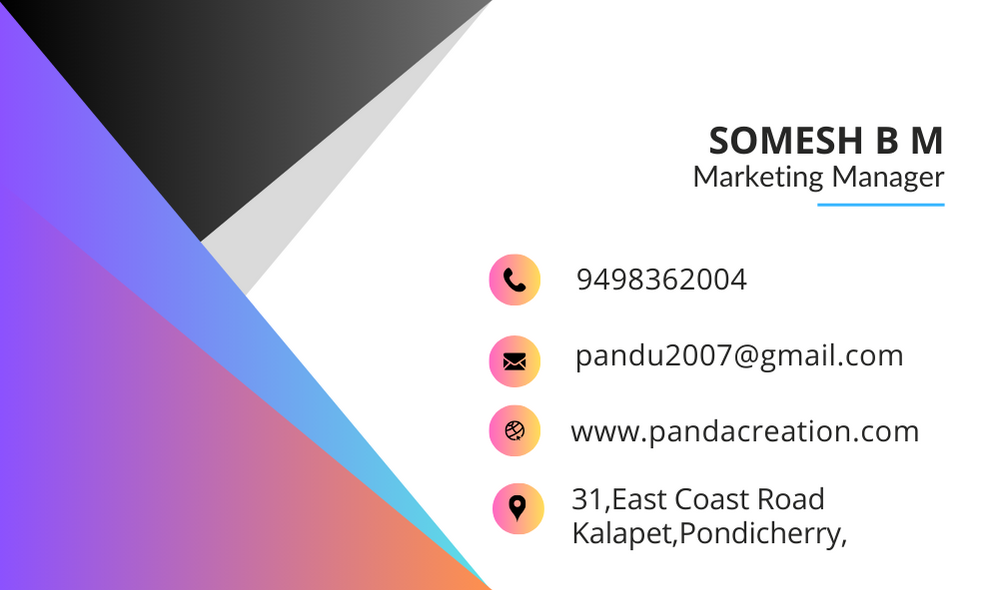 SOMESH B M
Marketing Manager
9498362004
pandu2007@gmail.com
www.pandacreation.com
31,East Coast Road
Kalapet,Pondicherry,